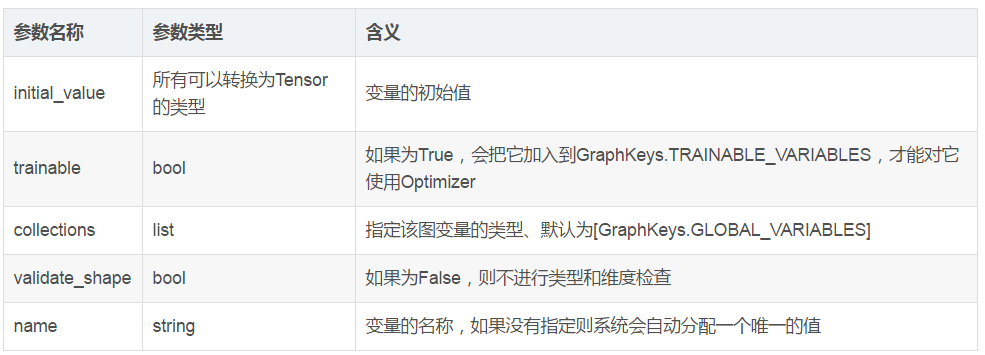 参数名称 参数类型 含义
initial_value 所有可以转换为Tensor
的类型 变量的初始值
trainable bool 如果为True，会把它加入到GraphKeys.TRAINABLE_VARIABLES，才能对它
使用Optimizer
collections list 指定该图变量的类型、默认为[GraphKeys.GLOBAL_VARIABLES]
validate_shape bool 如果为False，则不进行类型和维度检查
name string 变量的名称，如果没有指定则系统会自动分配一个唯一的值